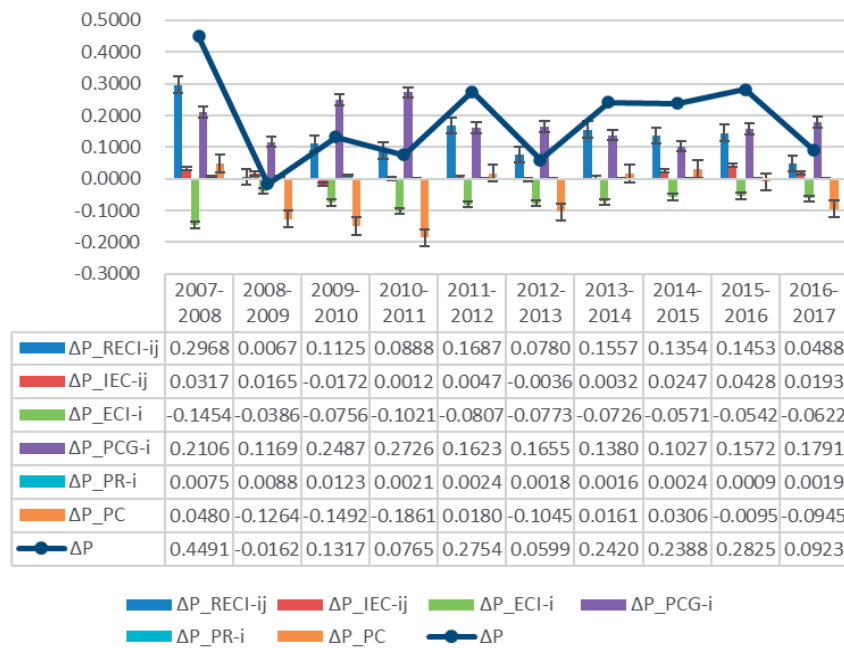 0.5000
0.4000
0.3000
0.2000
0.1000
0.0000
-0.1000
-0.2000
-0.3000
2007-2008 2008-2009 2009-2010 2010-2011 2011-2012 2012-2013 2013-2014 2014-2015 2015-2016 2016-2017
ΔP_RECI-ij 0.2968 0.0067 0.1125 0.0888 0.1687 0.0780 0.1557 0.1354 0.1453 0.0488
ΔP_IEC-ij 0.0317 0.0165 -0.0172 0.0012 0.0047 -0.0036 0.0032 0.0247 0.0428 0.0193
ΔP_ECI-i -0.1454 -0.0386 -0.0756 -0.1021 -0.0807 -0.0773 -0.0726 -0.0571 -0.0542 -0.0622
ΔP_PCG-i 0.2106 0.1169 0.2487 0.2726 0.1623 0.1655 0.1380 0.1027 0.1572 0.1791
ΔP_PR-i 0.0075 0.0088 0.0123 0.0021 0.0024 0.0018 0.0016 0.0024 0.0009 0.0019
ΔP_PC 0.0480 -0.1264 -0.1492 -0.1861 0.0180 -0.1045 0.0161 0.0306 -0.0095 -0.0945
ΔP 0.4491 -0.0162 0.1317 0.0765 0.2754 0.0599 0.2420 0.2388 0.2825 0.0923
ΔP_RECI-ij ΔP_IEC-ij ΔP_ECI-i ΔP_PCG-i
ΔP_PR-i ΔP_PC ΔP